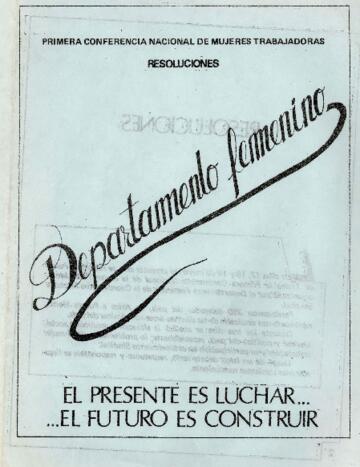 PRIMERA CONFERENCIA NACIONAL DE MUJERES TRABAJADORAS
RESOLUCIONES
Departamento femenino
EL PRESENTE ES LUCHAR...
...EL FUTURO ES CONSTRUIR